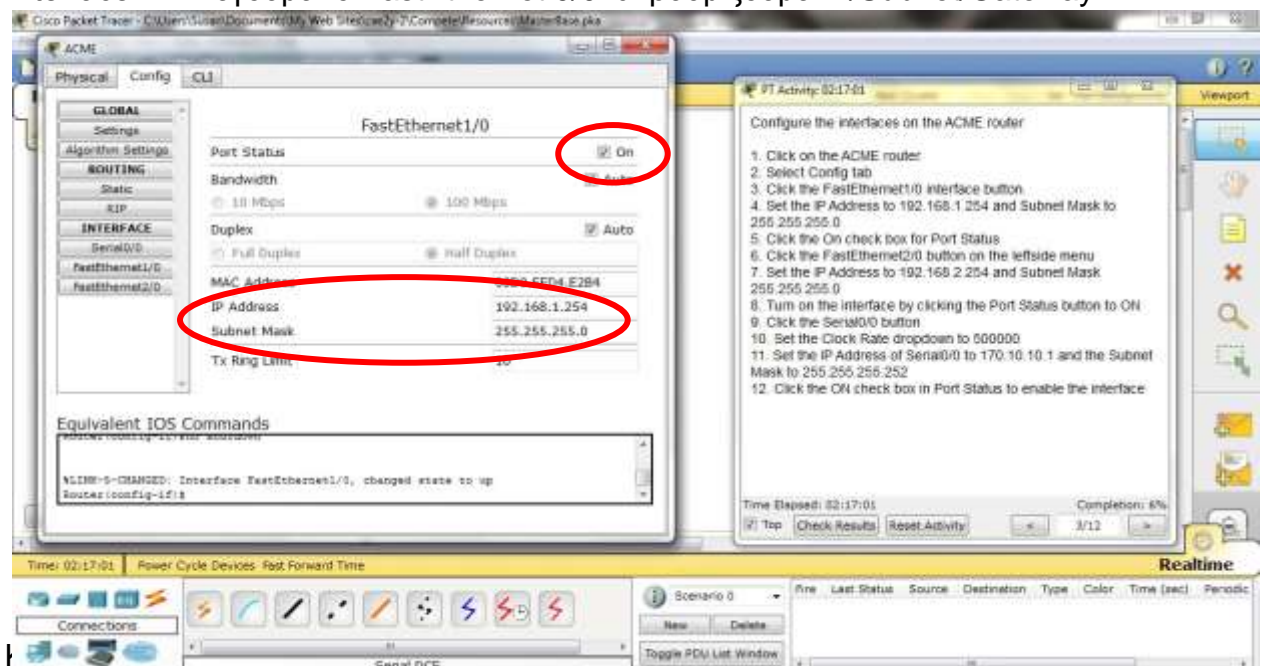 Cisco Packet Tracer - C:\Users\Susan\Documents\My Web Sites\
ACME
Physical Config CLI
GLOBAL
Settings
Algorithm Settings
ROUTING
Static
RIP
INTERFACE
Serial0/0
FastEthernet1/0
FastEthernet2/0
FastEthernet1/0
Port Status On
Bandwidth Auto
10 Mbps 100 Mbps
Duplex Auto
Full Duplex Half Duplex
MAC Address
IP Address 192.168.1.254
Subnet Mask 255.255.255.0
Tx Ring Limit 10
Equivalent IOS Commands
%LINK-5-CHANGED: Interface FastEthernet1/0, changed state to up
Router(config-if)#
PT Activity: 02:17:01
Configure the interfaces on the ACME router
1. Click on the ACME router
2. Select Config tab
3. Click the FastEthernet1/0 interface button.
4. Set the IP Address to 192.168.1.254 and Subnet Mask to
255.255.255.0
5. Click the On check box for Port Status
6. Click the FastEthernet2/0 button on the leftside menu
7. Set the IP Address to 192.168.2.254 and Subnet Mask
255.255.255.0
8. Turn on the interface by clicking the Port Status button to ON
9. Click the Serial0/0 button
10. Set the Clock Rate dropdown to 500000
11. Set the IP Address of Serial0/0 to 170.10.10.1 and the Subnet
Mask to 255.255.255.252
12. Click the ON check box in Port Status to enable the interface
Time Elapsed: 02:17:01 Completion: 6%
Top Check Results Reset Activity < 3/12 >
Viewport
Time: 02:17:01 Power Cycle Devices Fast Forward Time Realtime
Connections
Serial DCE
Scenario 0
New Delete
Toggle PDU List Window
Fire Last Status Source Destination Type Color Time (sec) Periodic